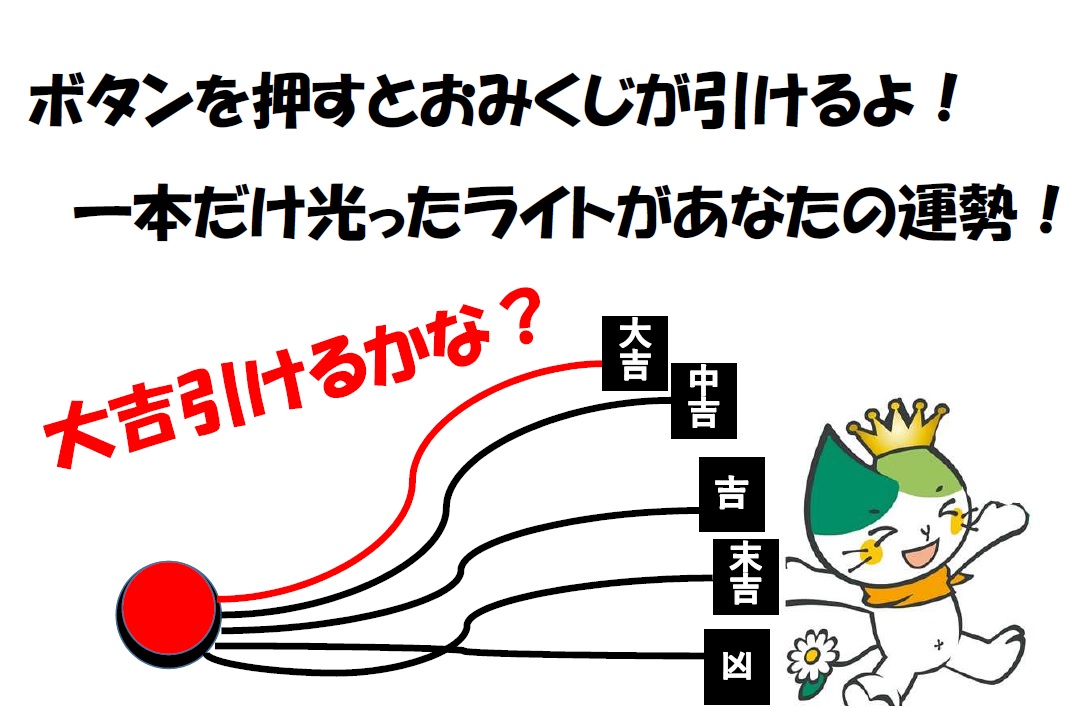 ボタンを押すとおみくじが引けるよ！
一本だけ光ったライトがあなたの運勢！
大吉引けるかな？
大吉
中吉
吉
末吉
凶